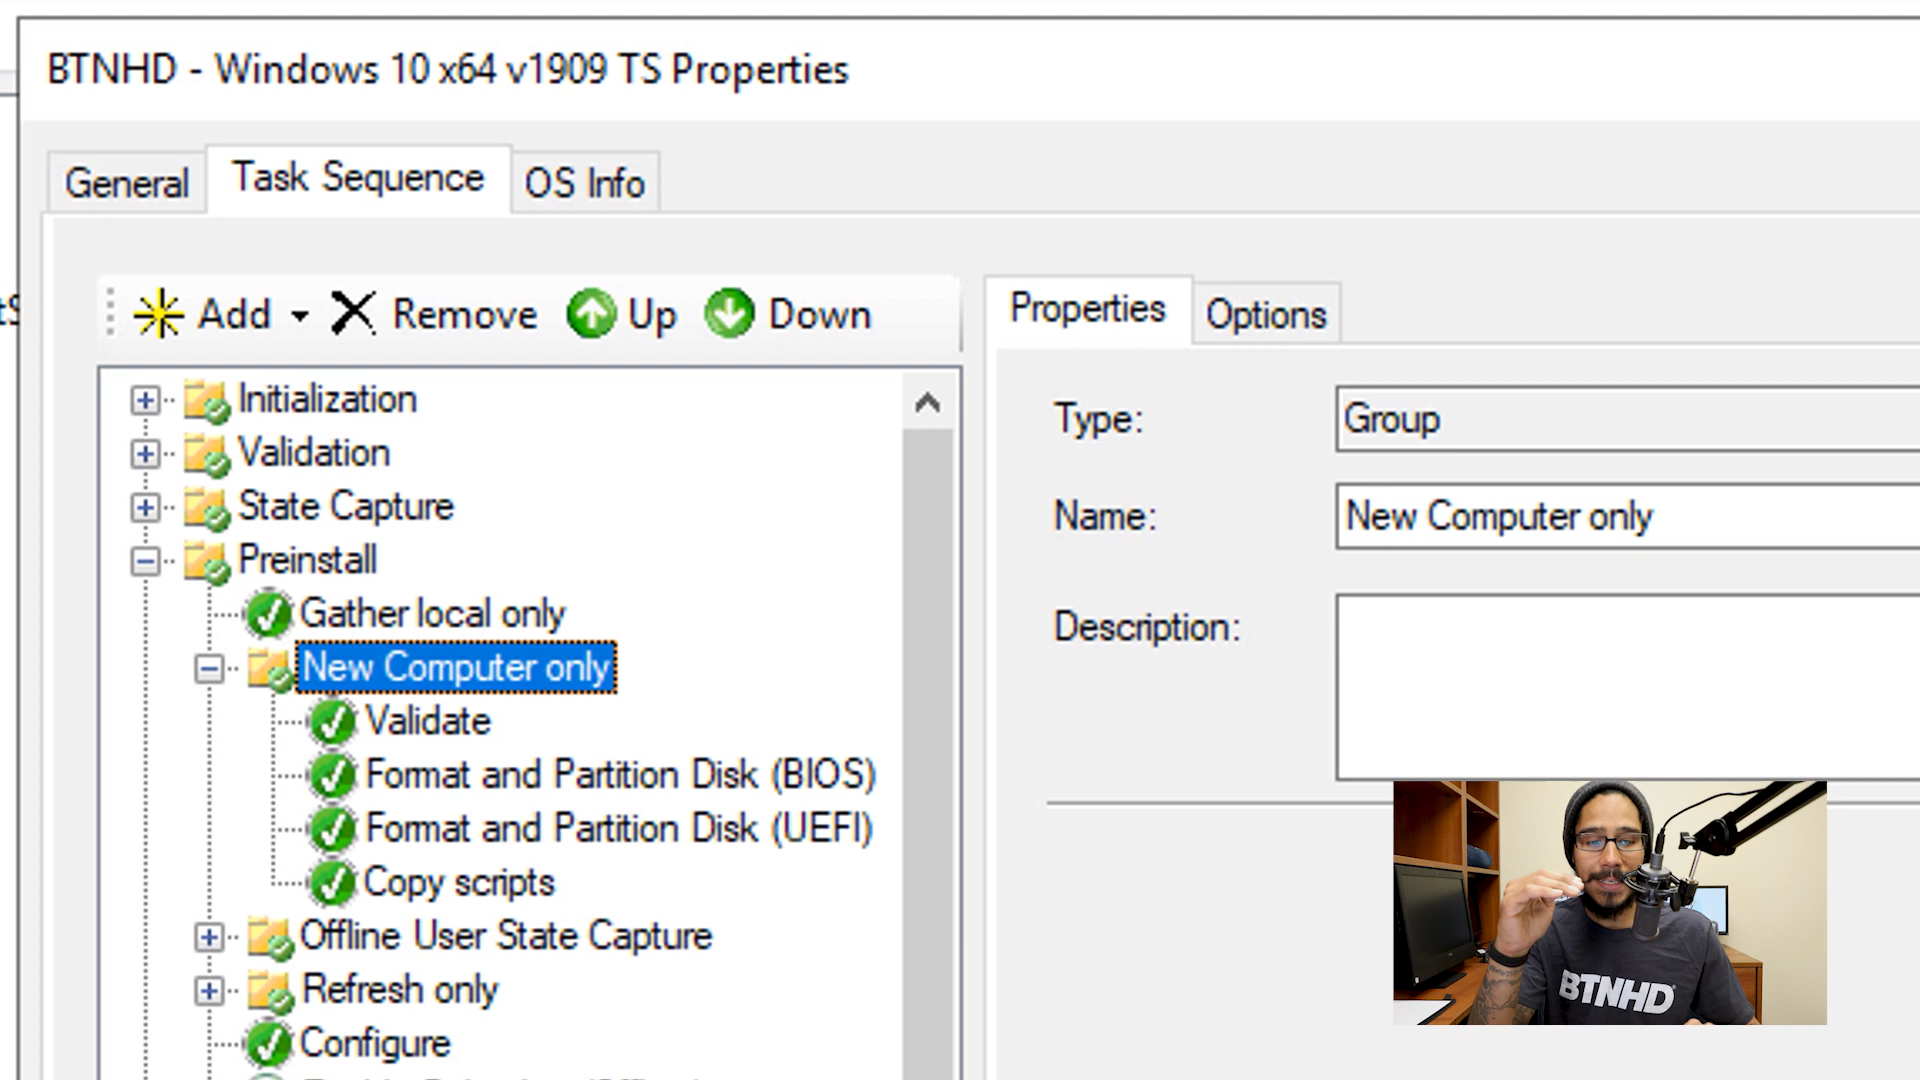 BTNHD - Windows 10 x64 v1909 TS Properties
General Task Sequence OS Info
Add Remove Up Down
Properties Options
Initialization
Validation
State Capture
Preinstall
Gather local only
New Computer only
Validate
Format and Partition Disk (BIOS)
Format and Partition Disk (UEFI)
Copy scripts
Offline User State Capture
Refresh only
Configure
Type: Group
Name: New Computer only
Description:
BTNHD